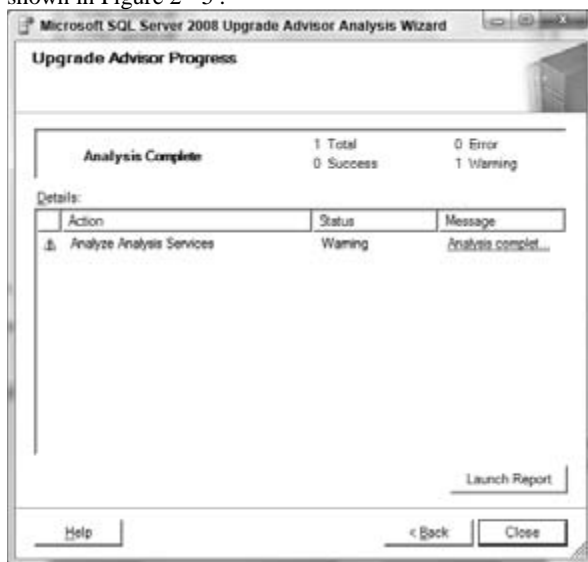 shown in Figure 2-3.
Microsoft SQL Server 2008 Upgrade Advisor Analysis Wizard
Upgrade Advisor Progress
Analysis Complete
1 Total
0 Error
0 Success
1 Warning
Details:
Action
Status
Message
Analyze Analysis Services
Warning
Analysis complet...
Launch Report
Help
< Back
Close